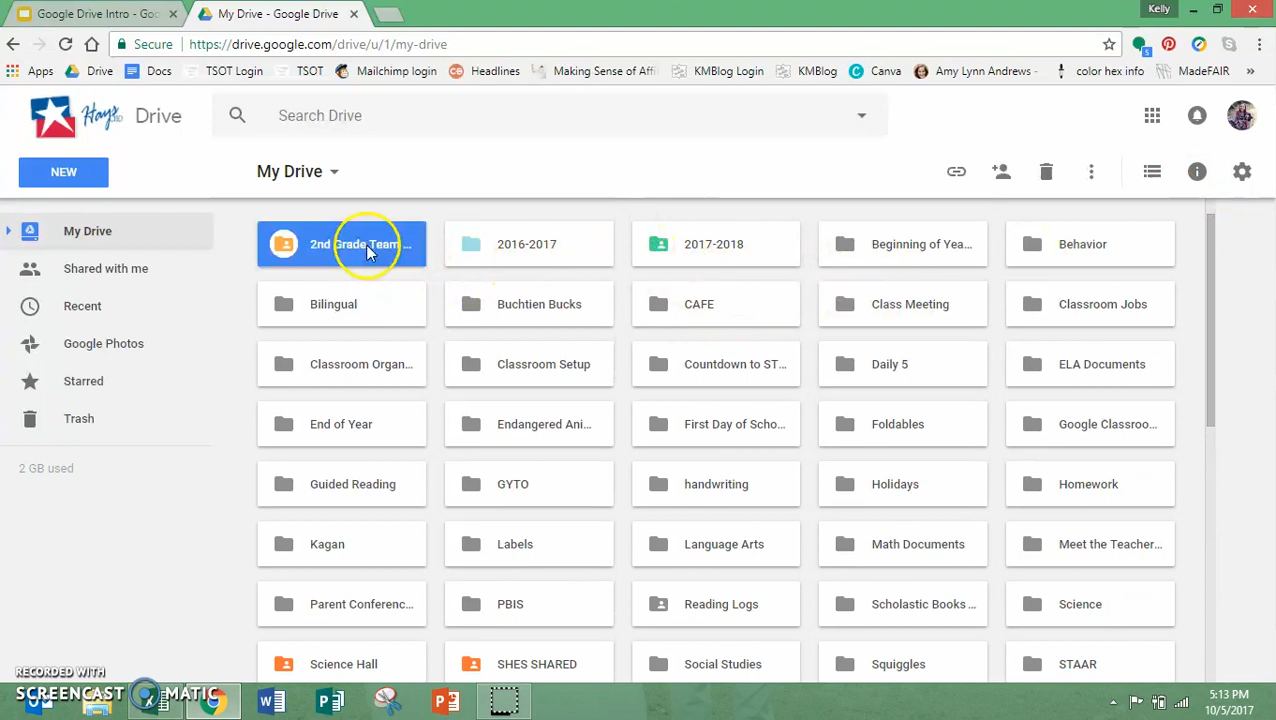 Google Drive Intro - Goo
My Drive - Google Drive
Kelly
Secure
https://drive.google.com/drive/u/1/my-drive
5
Apps
Drive
Docs
TSOT Login
TSOT
Mailchimp login
Headlines
Making Sense of Affi
KMBlog Login
KMBlog
Canva
Amy Lynn Andrews
color hex info
MadeFAIR
»
Hays
Drive
Search Drive
NEW
My Drive
My Drive
Shared with me
Recent
Google Photos
Starred
Trash
2 GB used
2nd Grade Team ...
2016-2017
2017-2018
Beginning of Yea...
Behavior
Bilingual
Buchtien Bucks
CAFE
Class Meeting
Classroom Jobs
Classroom Organ...
Classroom Setup
Countdown to ST...
Daily 5
ELA Documents
End of Year
Endangered Ani...
First Day of Scho...
Foldables
Google Classroo...
Guided Reading
GYTO
handwriting
Holidays
Homework
Kagan
Labels
Language Arts
Math Documents
Meet the Teacher...
Parent Conferenc...
PBIS
Reading Logs
Scholastic Books ...
Science
Science Hall
SHES SHARED
Social Studies
Squiggles
STAAR
RECORDED WITH
SCREENCAST MATIC
5:13 PM
10/5/2017